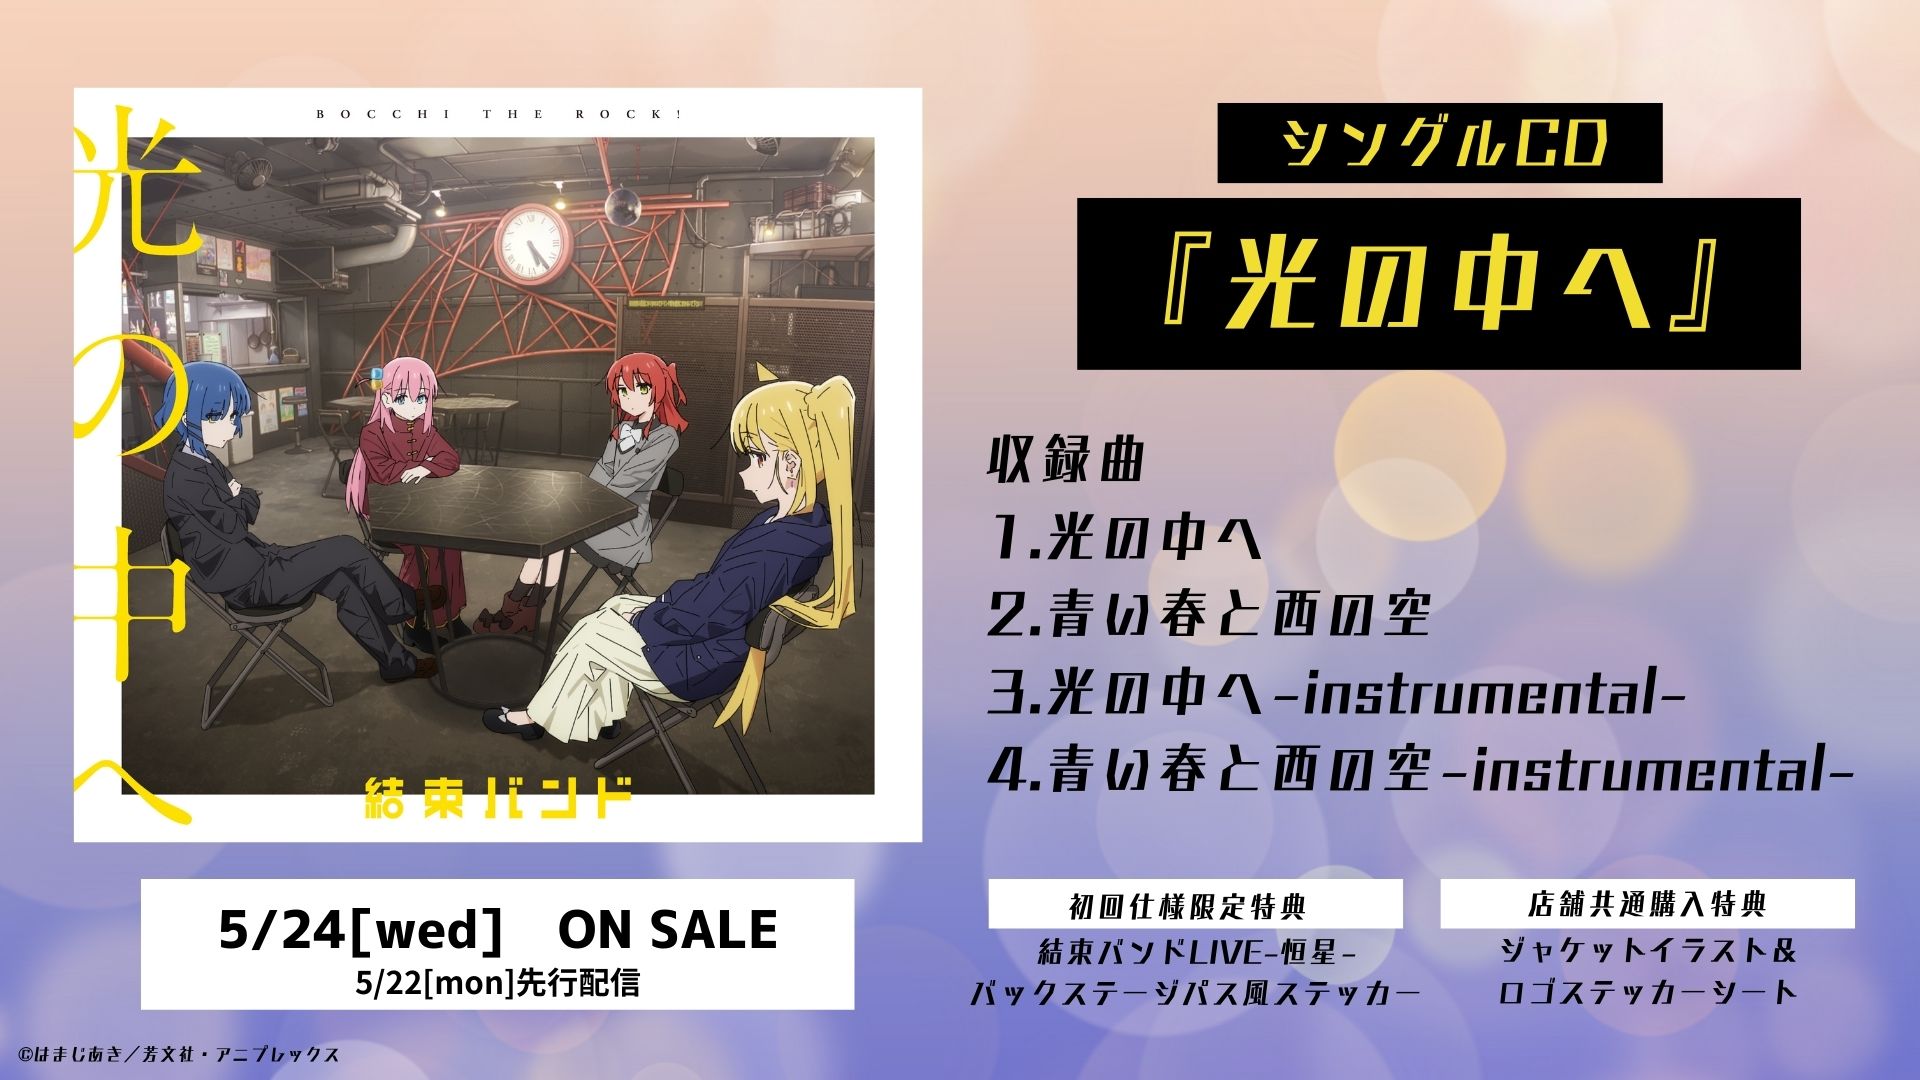 BOCCHI THE ROCK!
光の中へ
結束バンド
5/24[wed] ON SALE
5/22[mon]先行配信
シングルCD
『光の中へ』
収録曲
1.光の中へ
2.青い春と西の空
3.光の中へ-instrumental-
4.青い春と西の空-instrumental-
初回仕様限定特典
結束バンドLIVE-恒星-
バックステージパス風ステッカー
店舗共通購入特典
ジャケットイラスト&
ロゴステッカーシート
©はまじあき／芳文社・アニプレックス